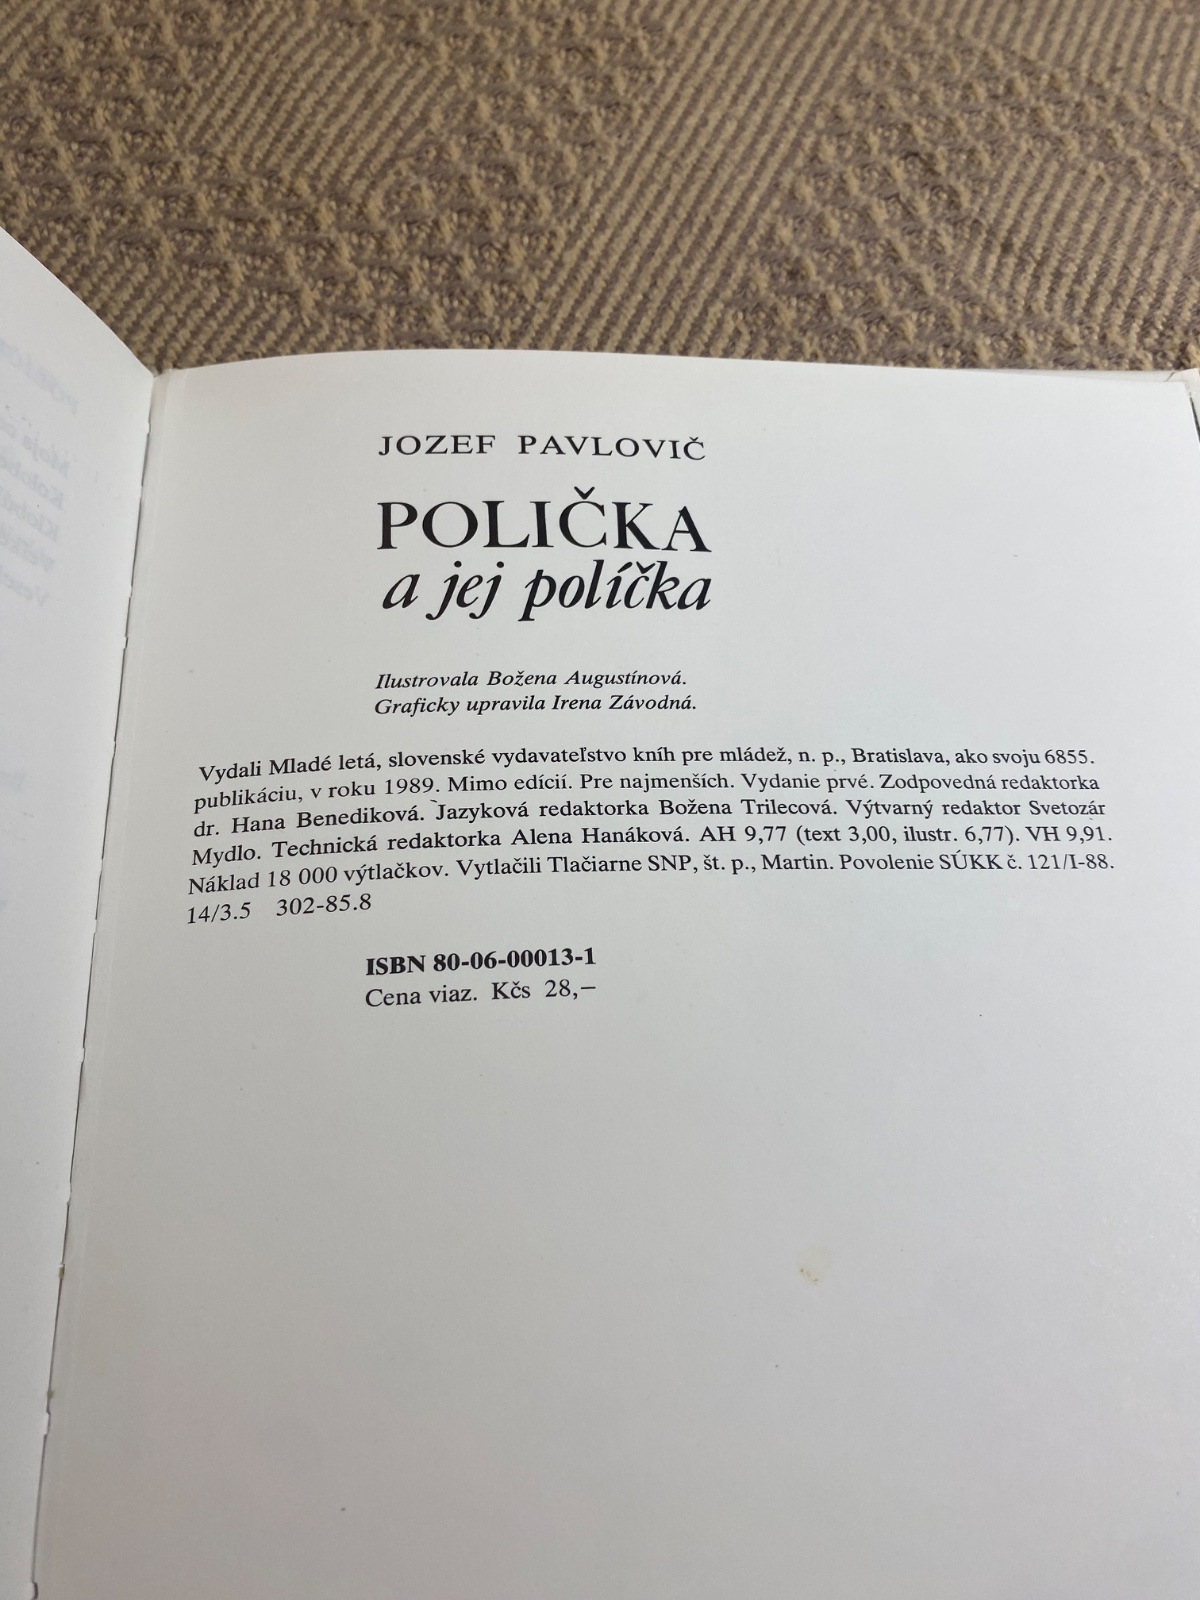 JOZEF PAVLOVIČ
POLIČKA
a jej políčka
Ilustrovala Božena Augustínová.
Graficky upravila Irena Závodná.
Vydali Mladé letá, slovenské vydavateľstvo kníh pre mládež, n. p., Bratislava, ako svoju 6855.
publikáciu, v roku 1989. Mimo edícií. Pre najmenších. Vydanie prvé. Zodpovedná redaktorka
dr. Hana Benediková. Jazyková redaktorka Božena Trilecová. Výtvarný redaktor Svetozár
Mydlo. Technická redaktorka Alena Hanáková. AH 9,77 (text 3,00, ilustr. 6,77). VH 9,91.
Náklad 18 000 výtlačkov. Vytlačili Tlačiarne SNP, št. p., Martin. Povolenie SÚKK č. 121/I-88.
14/3.5 302-85.8
ISBN 80-06-00013-1
Cena viaz. Kčs 28,–